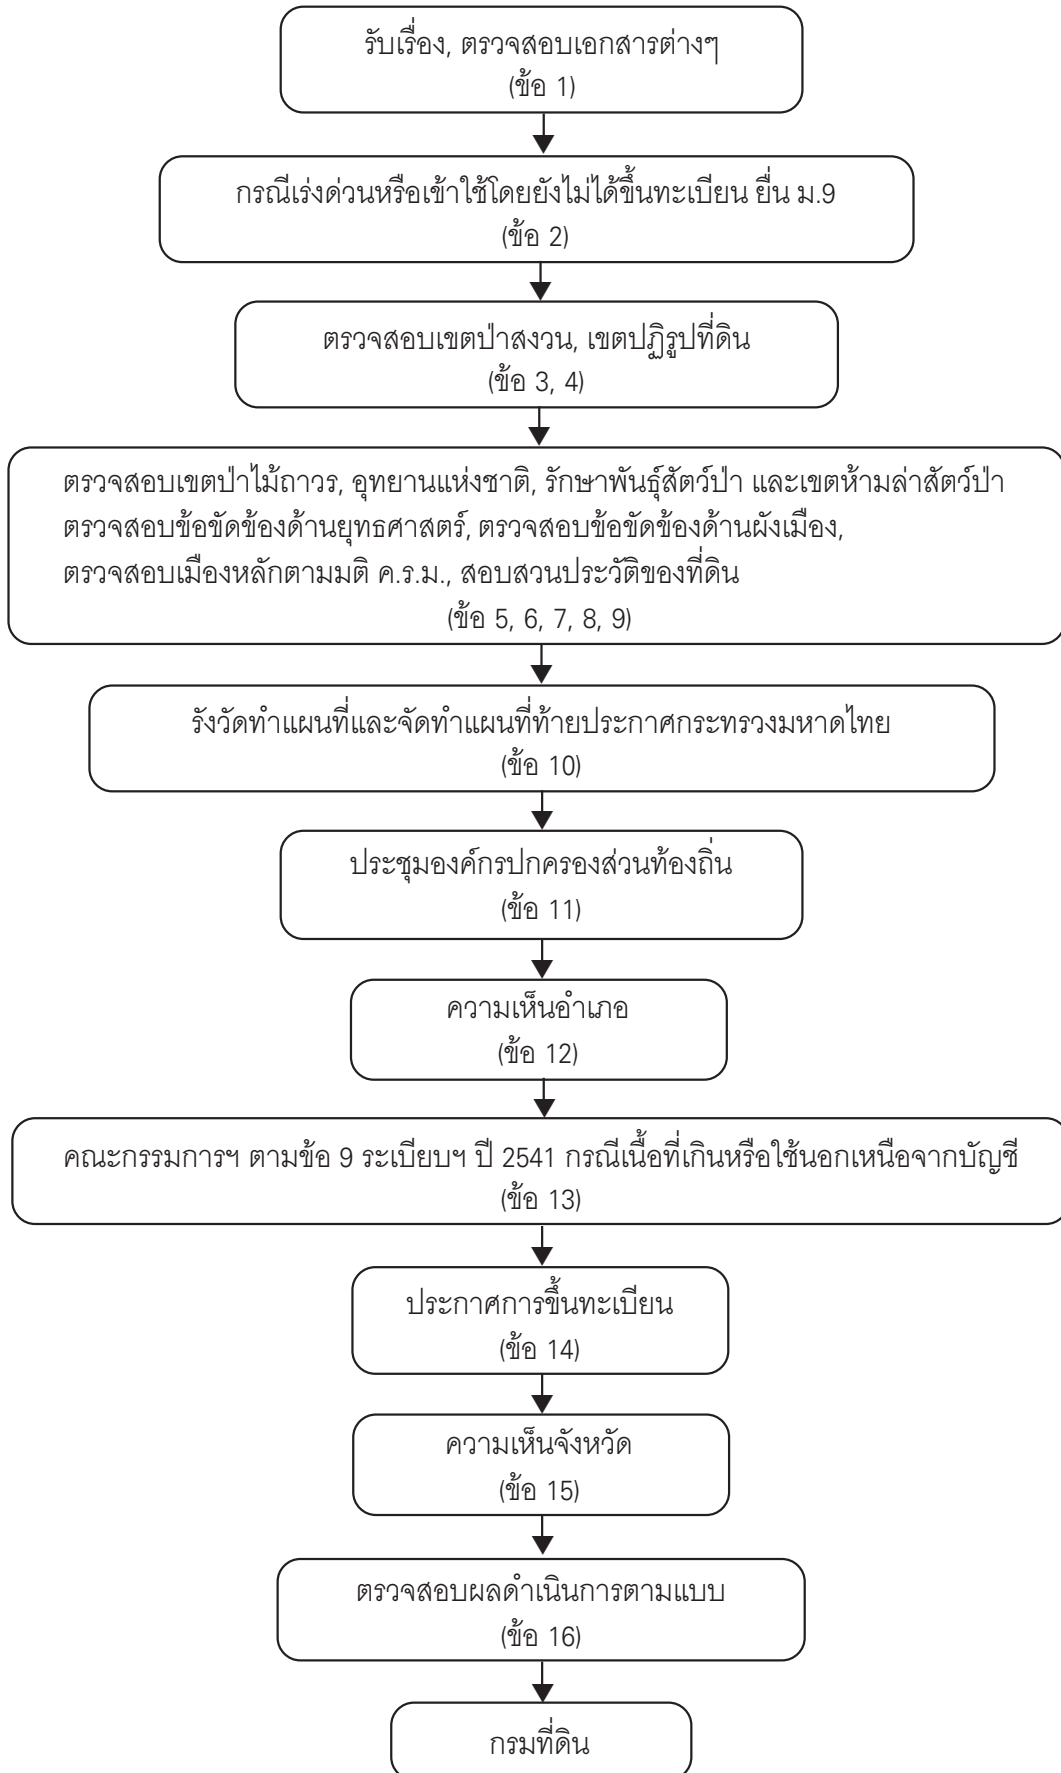 รับเรื่อง, ตรวจสอบเอกสารต่างๆ
(ข้อ 1)
กรณีเร่งด่วนหรือเข้าใช้โดยยังไม่ได้ขึ้นทะเบียน ยื่น ม.9
(ข้อ 2)
ตรวจสอบเขตป่าสงวน, เขตปฏิรูปที่ดิน
(ข้อ 3, 4)
ตรวจสอบเขตป่าไม้ถาวร, อุทยานแห่งชาติ, รักษาพันธุ์สัตว์ป่า และเขตห้ามล่าสัตว์ป่า
ตรวจสอบข้อขัดข้องด้านยุทธศาสตร์, ตรวจสอบข้อขัดข้องด้านผังเมือง,
ตรวจสอบเมืองหลักตามมติ ค.ร.ม., สอบสวนประวัติของที่ดิน
(ข้อ 5, 6, 7, 8, 9)
รังวัดทำแผนที่และจัดทำแผนที่ท้ายประกาศกระทรวงมหาดไทย
(ข้อ 10)
ประชุมองค์กรปกครองส่วนท้องถิ่น
(ข้อ 11)
ความเห็นอำเภอ
(ข้อ 12)
คณะกรรมการฯ ตามข้อ 9 ระเบียบฯ ปี 2541 กรณีเนื้อที่เกินหรือใช้นอกเหนือจากบัญชี
(ข้อ 13)
ประกาศการขึ้นทะเบียน
(ข้อ 14)
ความเห็นจังหวัด
(ข้อ 15)
ตรวจสอบผลดำเนินการตามแบบ
(ข้อ 16)
กรมที่ดิน